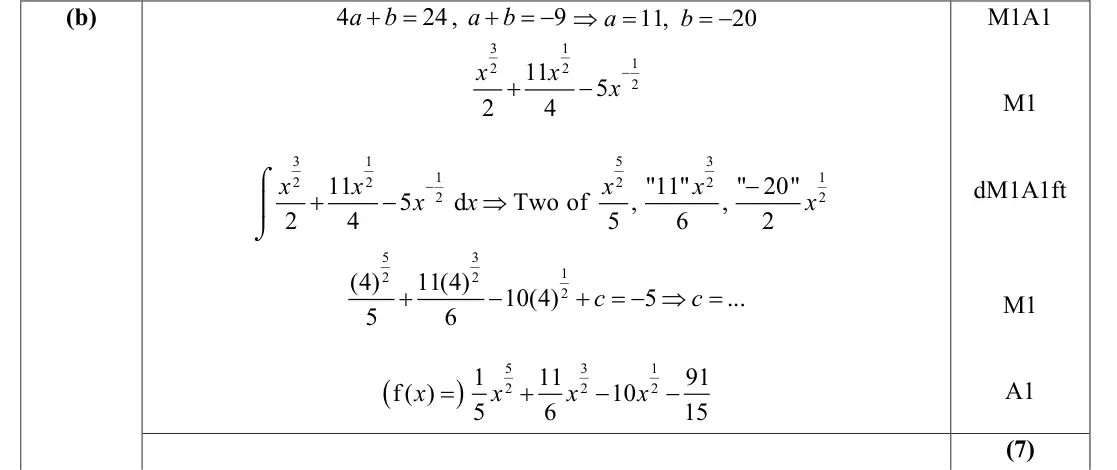 (b) 4a + b = 24, a + b = −9 ⇒ a = 11, b = −20 M1A1
x^(3/2)/2 + 11x^(1/2)/4 − 5x^(−1/2) M1
∫ x^(3/2)/2 + 11x^(1/2)/4 − 5x^(−1/2) dx ⇒ Two of x^(5/2)/5, "11"x^(3/2)/6, "−20"/2 x^(1/2) dM1A1ft
(4)^(5/2)/5 + 11(4)^(3/2)/6 − 10(4)^(1/2) + c = −5 ⇒ c = ... M1
(f(x) =) 1/5 x^(5/2) + 11/6 x^(3/2) − 10x^(1/2) − 91/15 A1
(7)